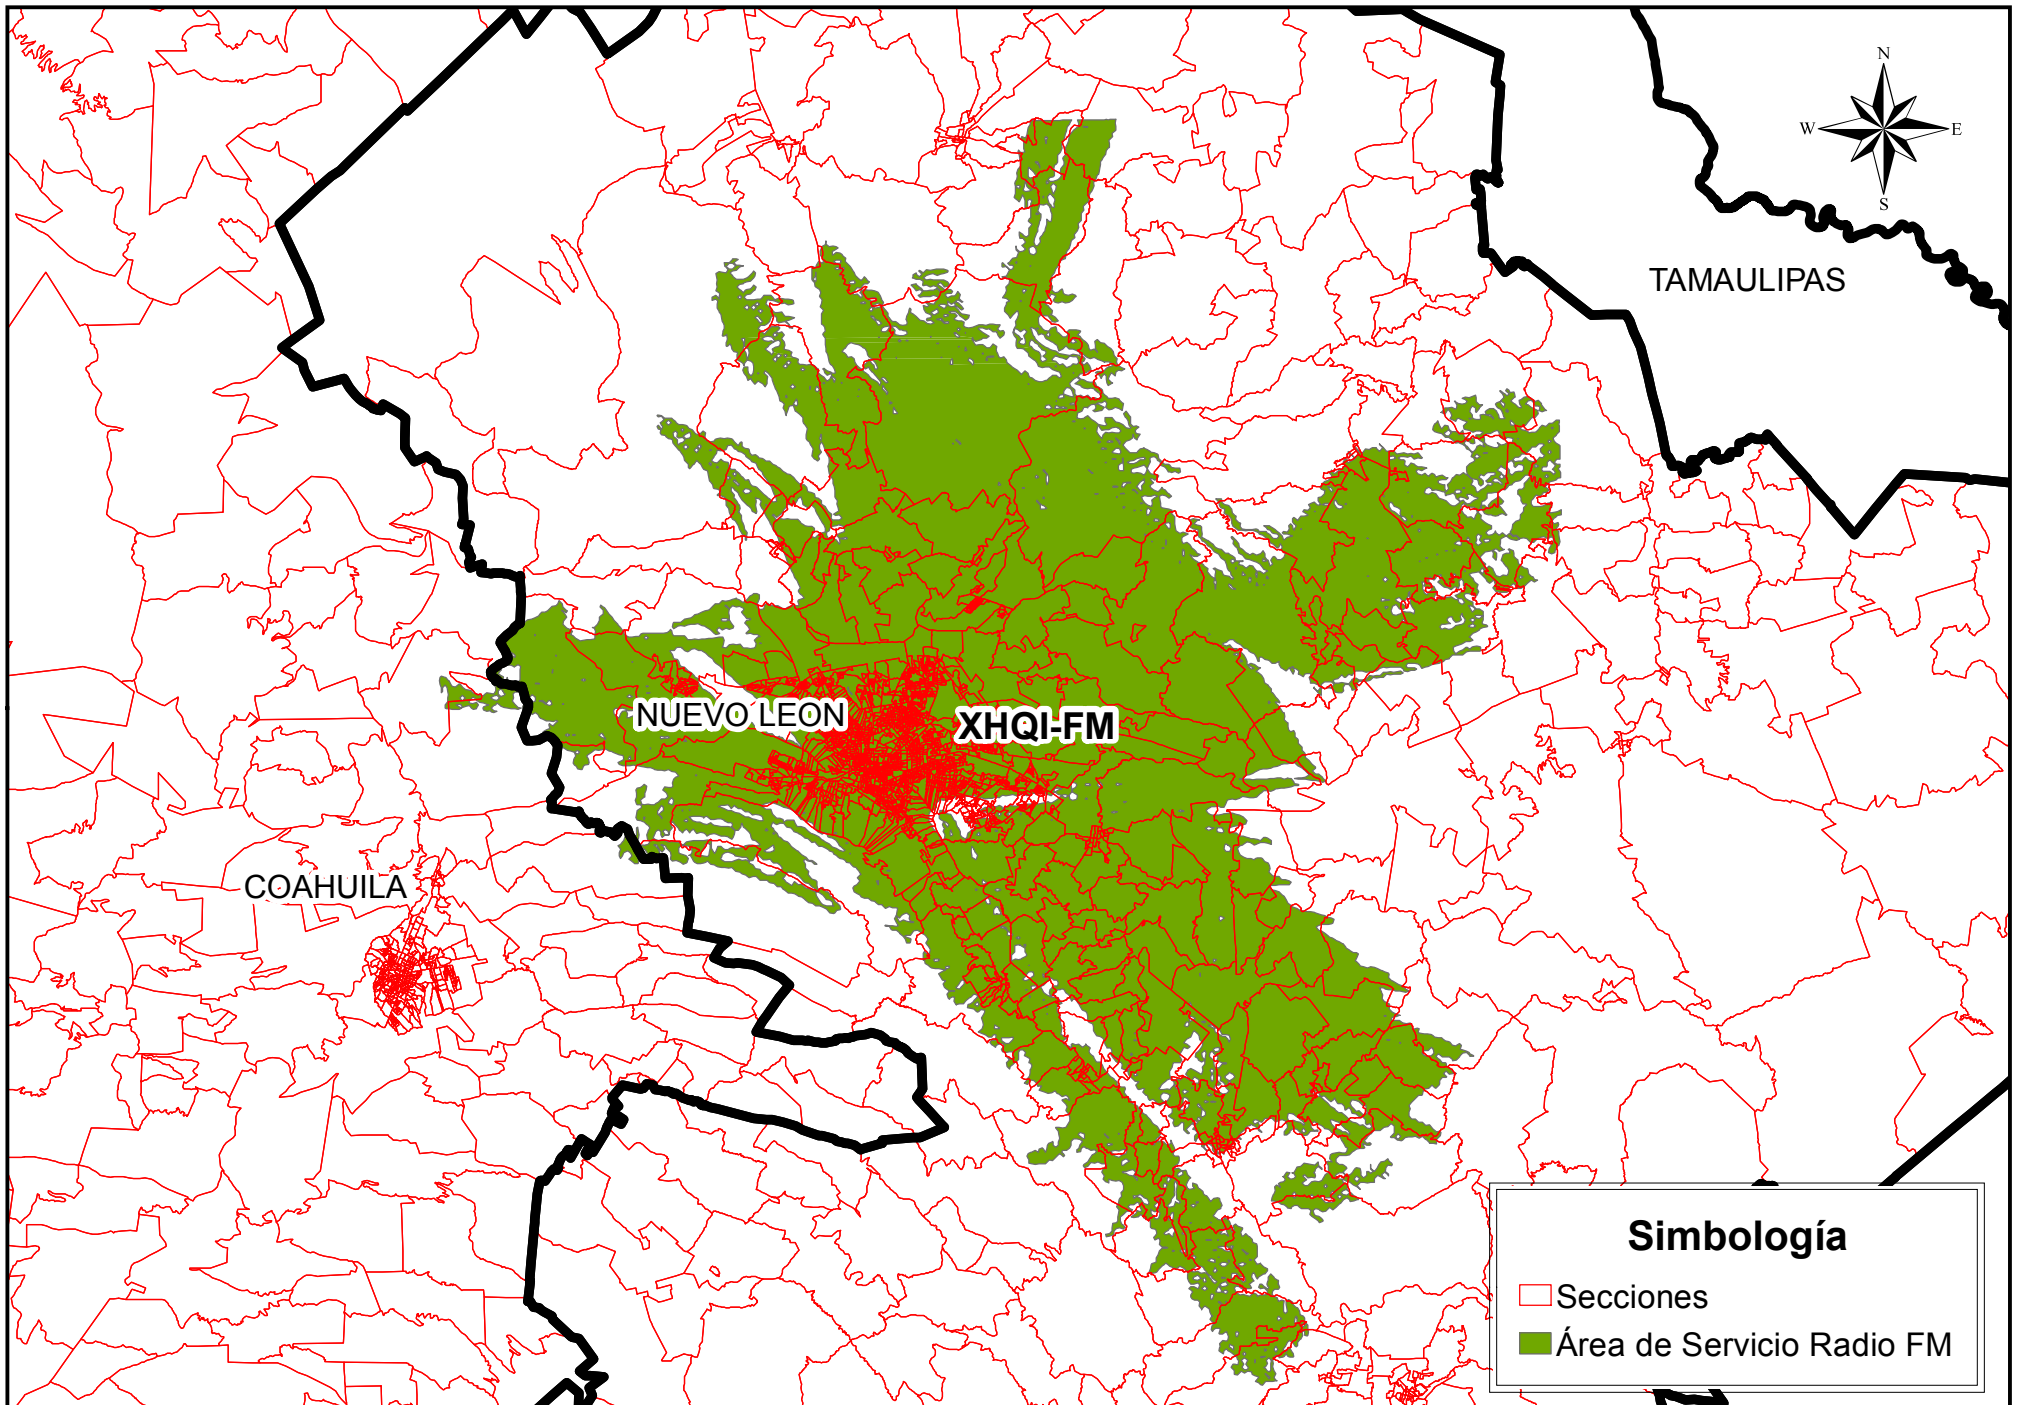 N
W
E
S
TAMAULIPAS
NUEVO LEON
XHQI-FM
COAHUILA
Simbología
Secciones
Área de Servicio Radio FM